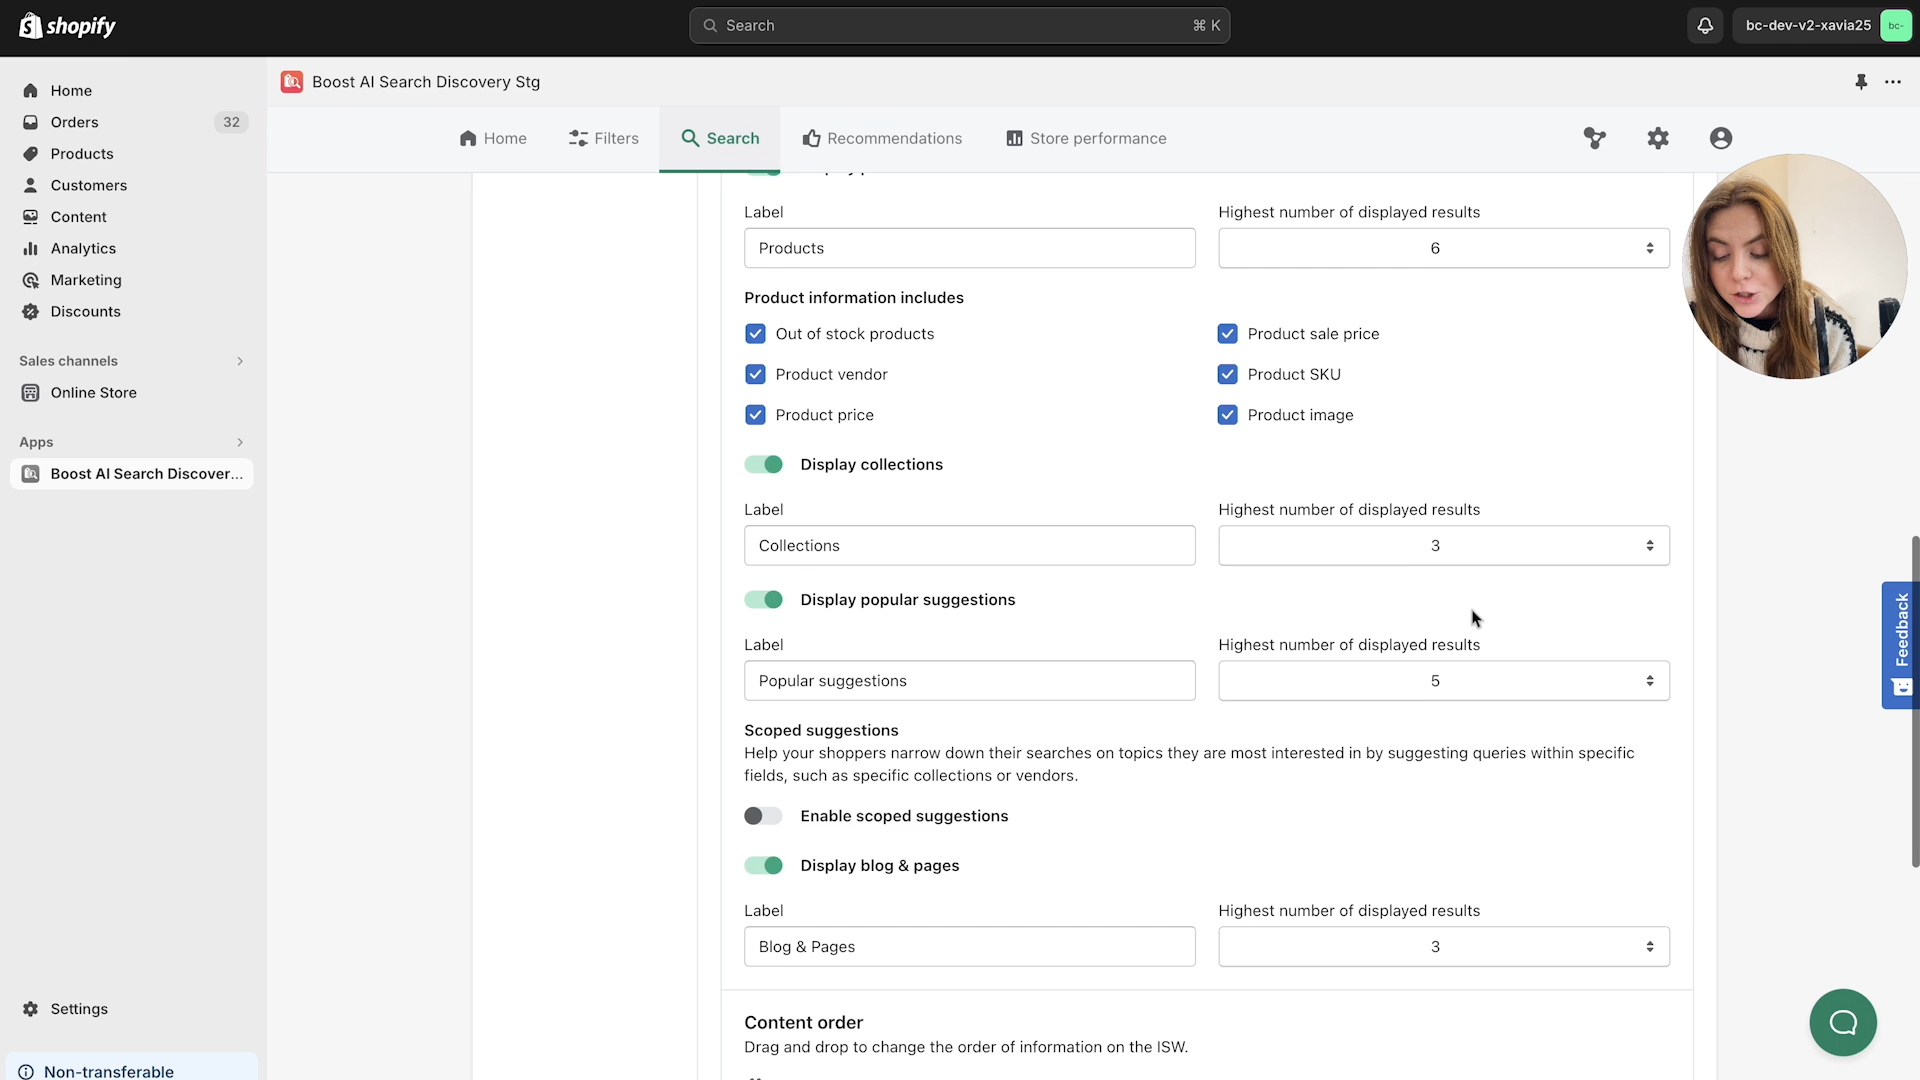 shopify
Search
⌘ K
bc-dev-v2-xavia25
bc-
Home
Orders
32
Products
Customers
Content
Analytics
Marketing
Discounts
Sales channels
Online Store
Apps
Boost AI Search Discover...
Settings
Non-transferable
Boost AI Search Discovery Stg
Home
Filters
Search
Recommendations
Store performance
Label
Highest number of displayed results
Products
6
Product information includes
Out of stock products
Product sale price
Product vendor
Product SKU
Product price
Product image
Display collections
Label
Highest number of displayed results
Collections
3
Display popular suggestions
Label
Highest number of displayed results
Popular suggestions
5
Scoped suggestions
Help your shoppers narrow down their searches on topics they are most interested in by suggesting queries within specific
fields, such as specific collections or vendors.
Enable scoped suggestions
Display blog & pages
Label
Highest number of displayed results
Blog & Pages
3
Content order
Drag and drop to change the order of information on the ISW.
Feedback